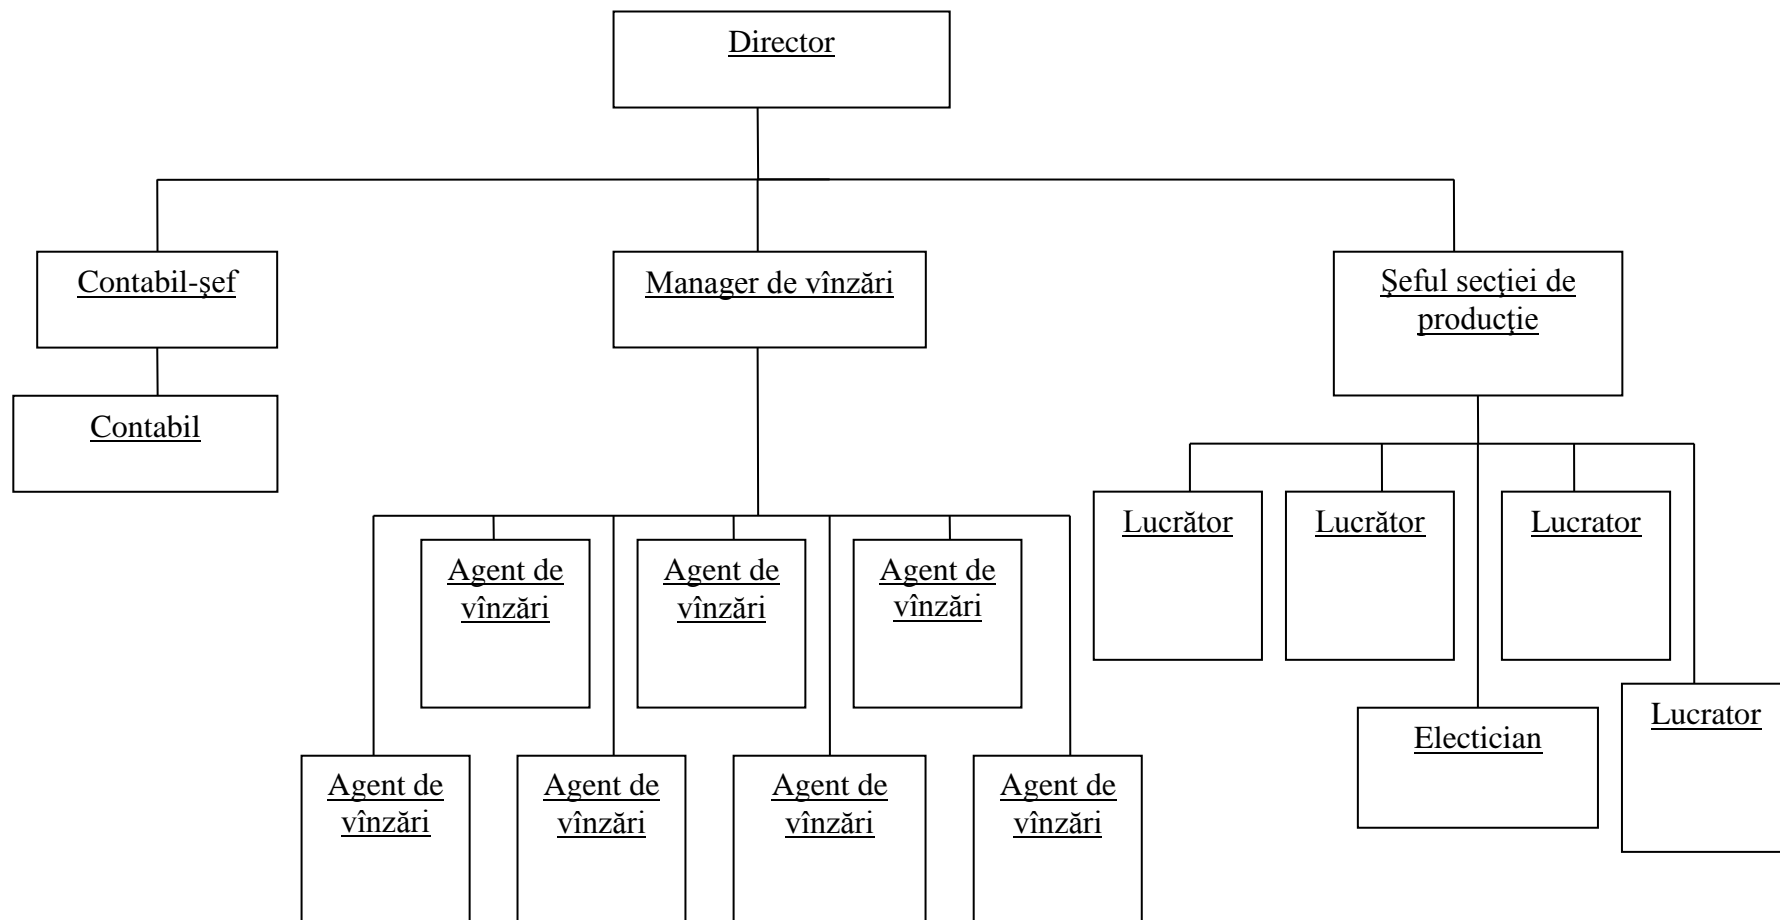 Director
Contabil-şef
Manager de vînzări
Şeful secţiei de
producţie
Contabil
Lucrător
Lucrător
Lucrator
Agent de
vînzări
Agent de
vînzări
Agent de
vînzări
Electician
Lucrator
Agent de
vînzări
Agent de
vînzări
Agent de
vînzări
Agent de
vînzări